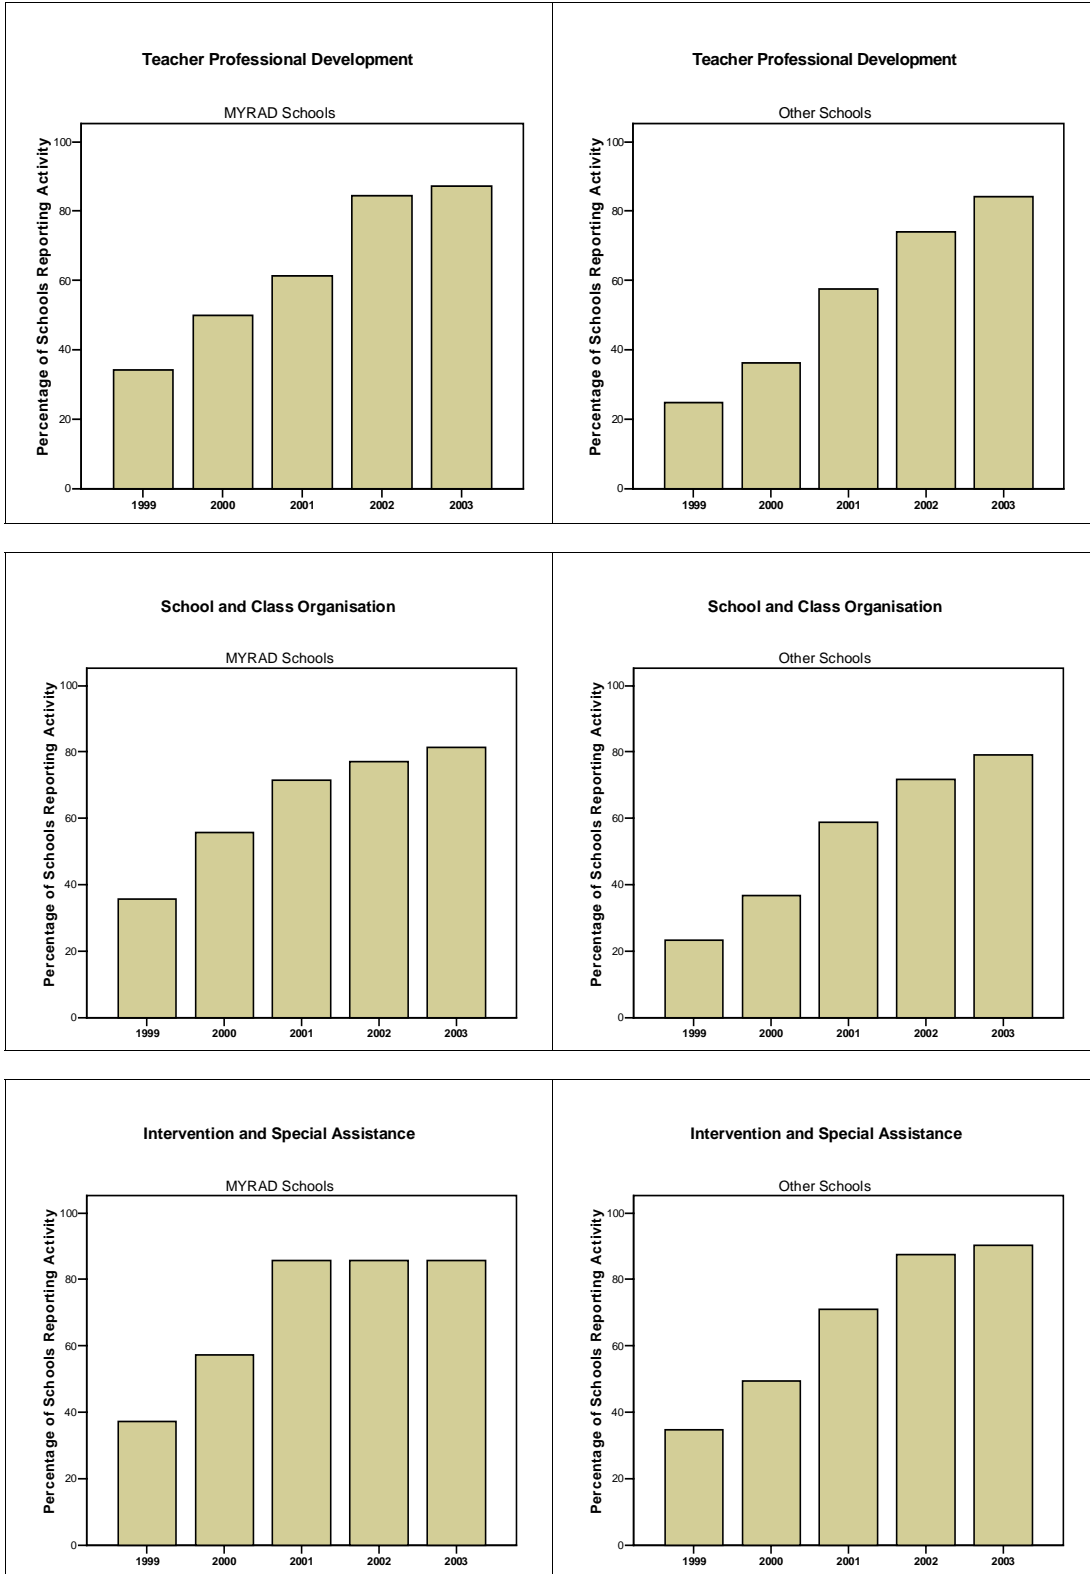 Teacher Professional Development
MYRAD Schools
Percentage of Schools Reporting Activity
100
80
60
40
20
0
1999 2000 2001 2002 2003
Teacher Professional Development
Other Schools
Percentage of Schools Reporting Activity
100
80
60
40
20
0
1999 2000 2001 2002 2003
School and Class Organisation
MYRAD Schools
Percentage of Schools Reporting Activity
100
80
60
40
20
0
1999 2000 2001 2002 2003
School and Class Organisation
Other Schools
Percentage of Schools Reporting Activity
100
80
60
40
20
0
1999 2000 2001 2002 2003
Intervention and Special Assistance
MYRAD Schools
Percentage of Schools Reporting Activity
100
80
60
40
20
0
1999 2000 2001 2002 2003
Intervention and Special Assistance
Other Schools
Percentage of Schools Reporting Activity
100
80
60
40
20
0
1999 2000 2001 2002 2003